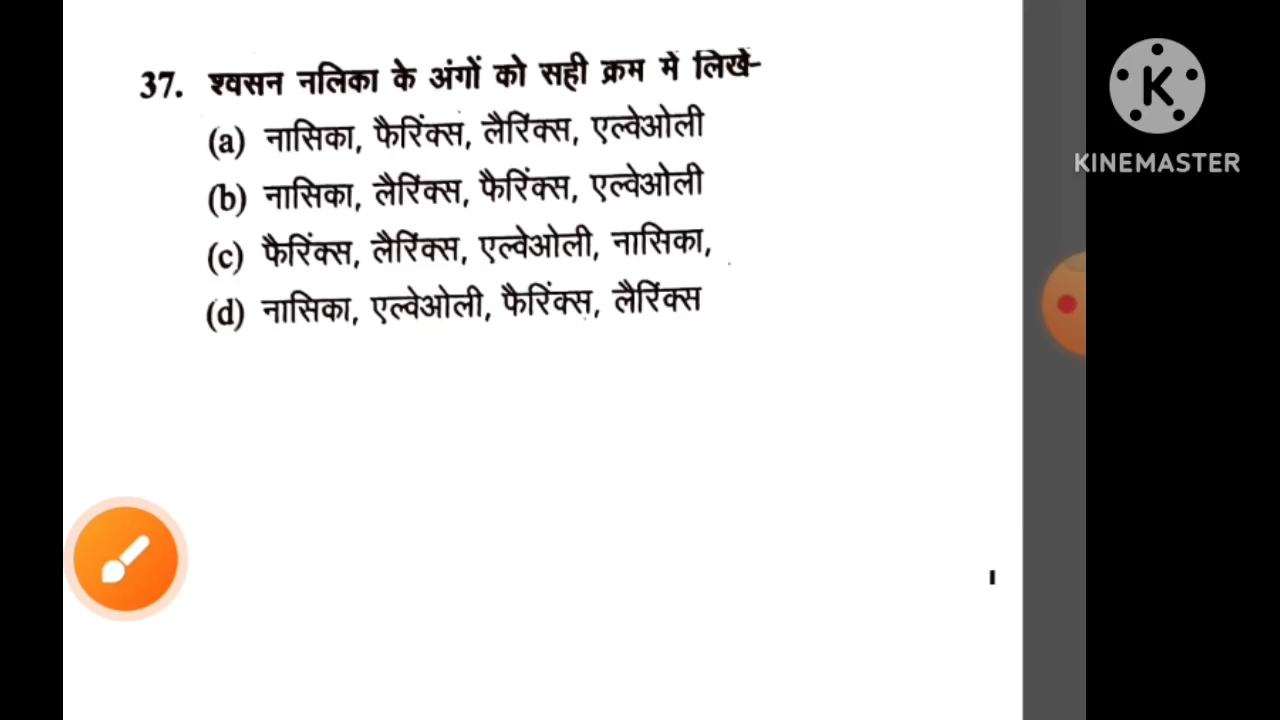 37. श्वसन नलिका के अंगों को सही क्रम में लिखें-
(a) नासिका, फैरिंक्स, लैरिंक्स, एल्वेओली
(b) नासिका, लैरिंक्स, फैरिंक्स, एल्वेओली
(c) फैरिंक्स, लैरिंक्स, एल्वेओली, नासिका,
(d) नासिका, एल्वेओली, फैरिंक्स, लैरिंक्स
K
KINEMASTER